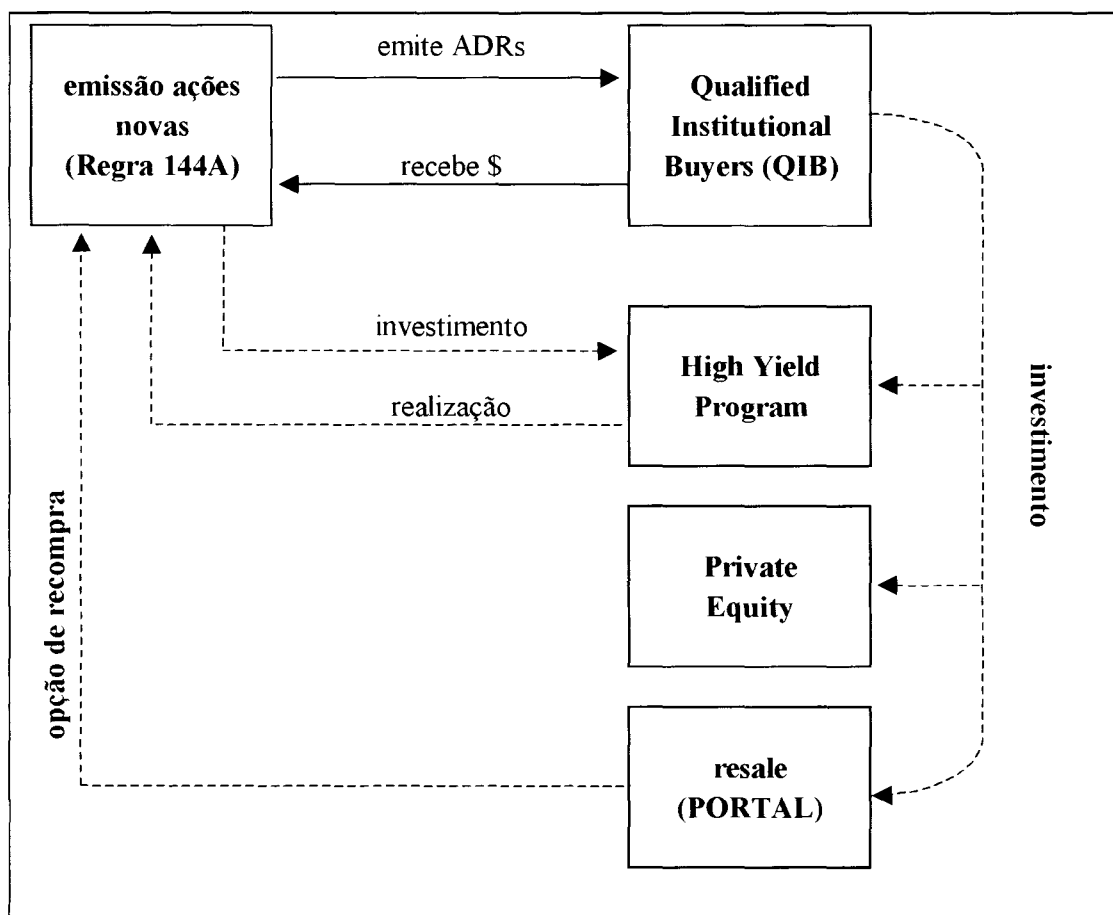 emissão ações
novas
(Regra 144A)
emite ADRs
recebe $
Qualified
Institutional
Buyers (QIB)
investimento
realização
High Yield
Program
investimento
Private
Equity
opção de recompra
resale
(PORTAL)